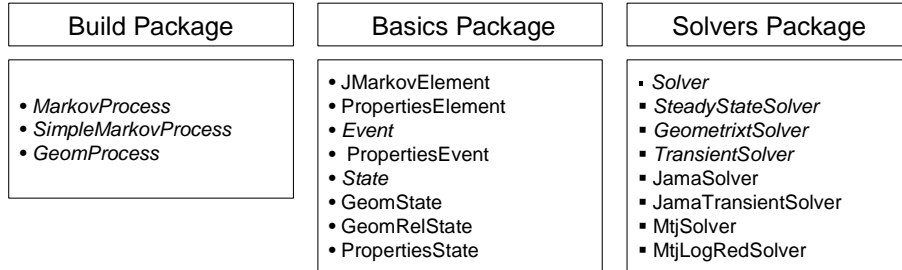 Build Package
• MarkovProcess
• SimpleMarkovProcess
• GeomProcess
Basics Package
• JMarkovElement
• PropertiesElement
• Event
• PropertiesEvent
• State
• GeomState
• GeomRelState
• PropertiesState
Solvers Package
▪ Solver
▪ SteadyStateSolver
▪ GeometrixtSolver
▪ TransientSolver
▪ JamaSolver
▪ JamaTransientSolver
▪ MtjSolver
▪ MtjLogRedSolver